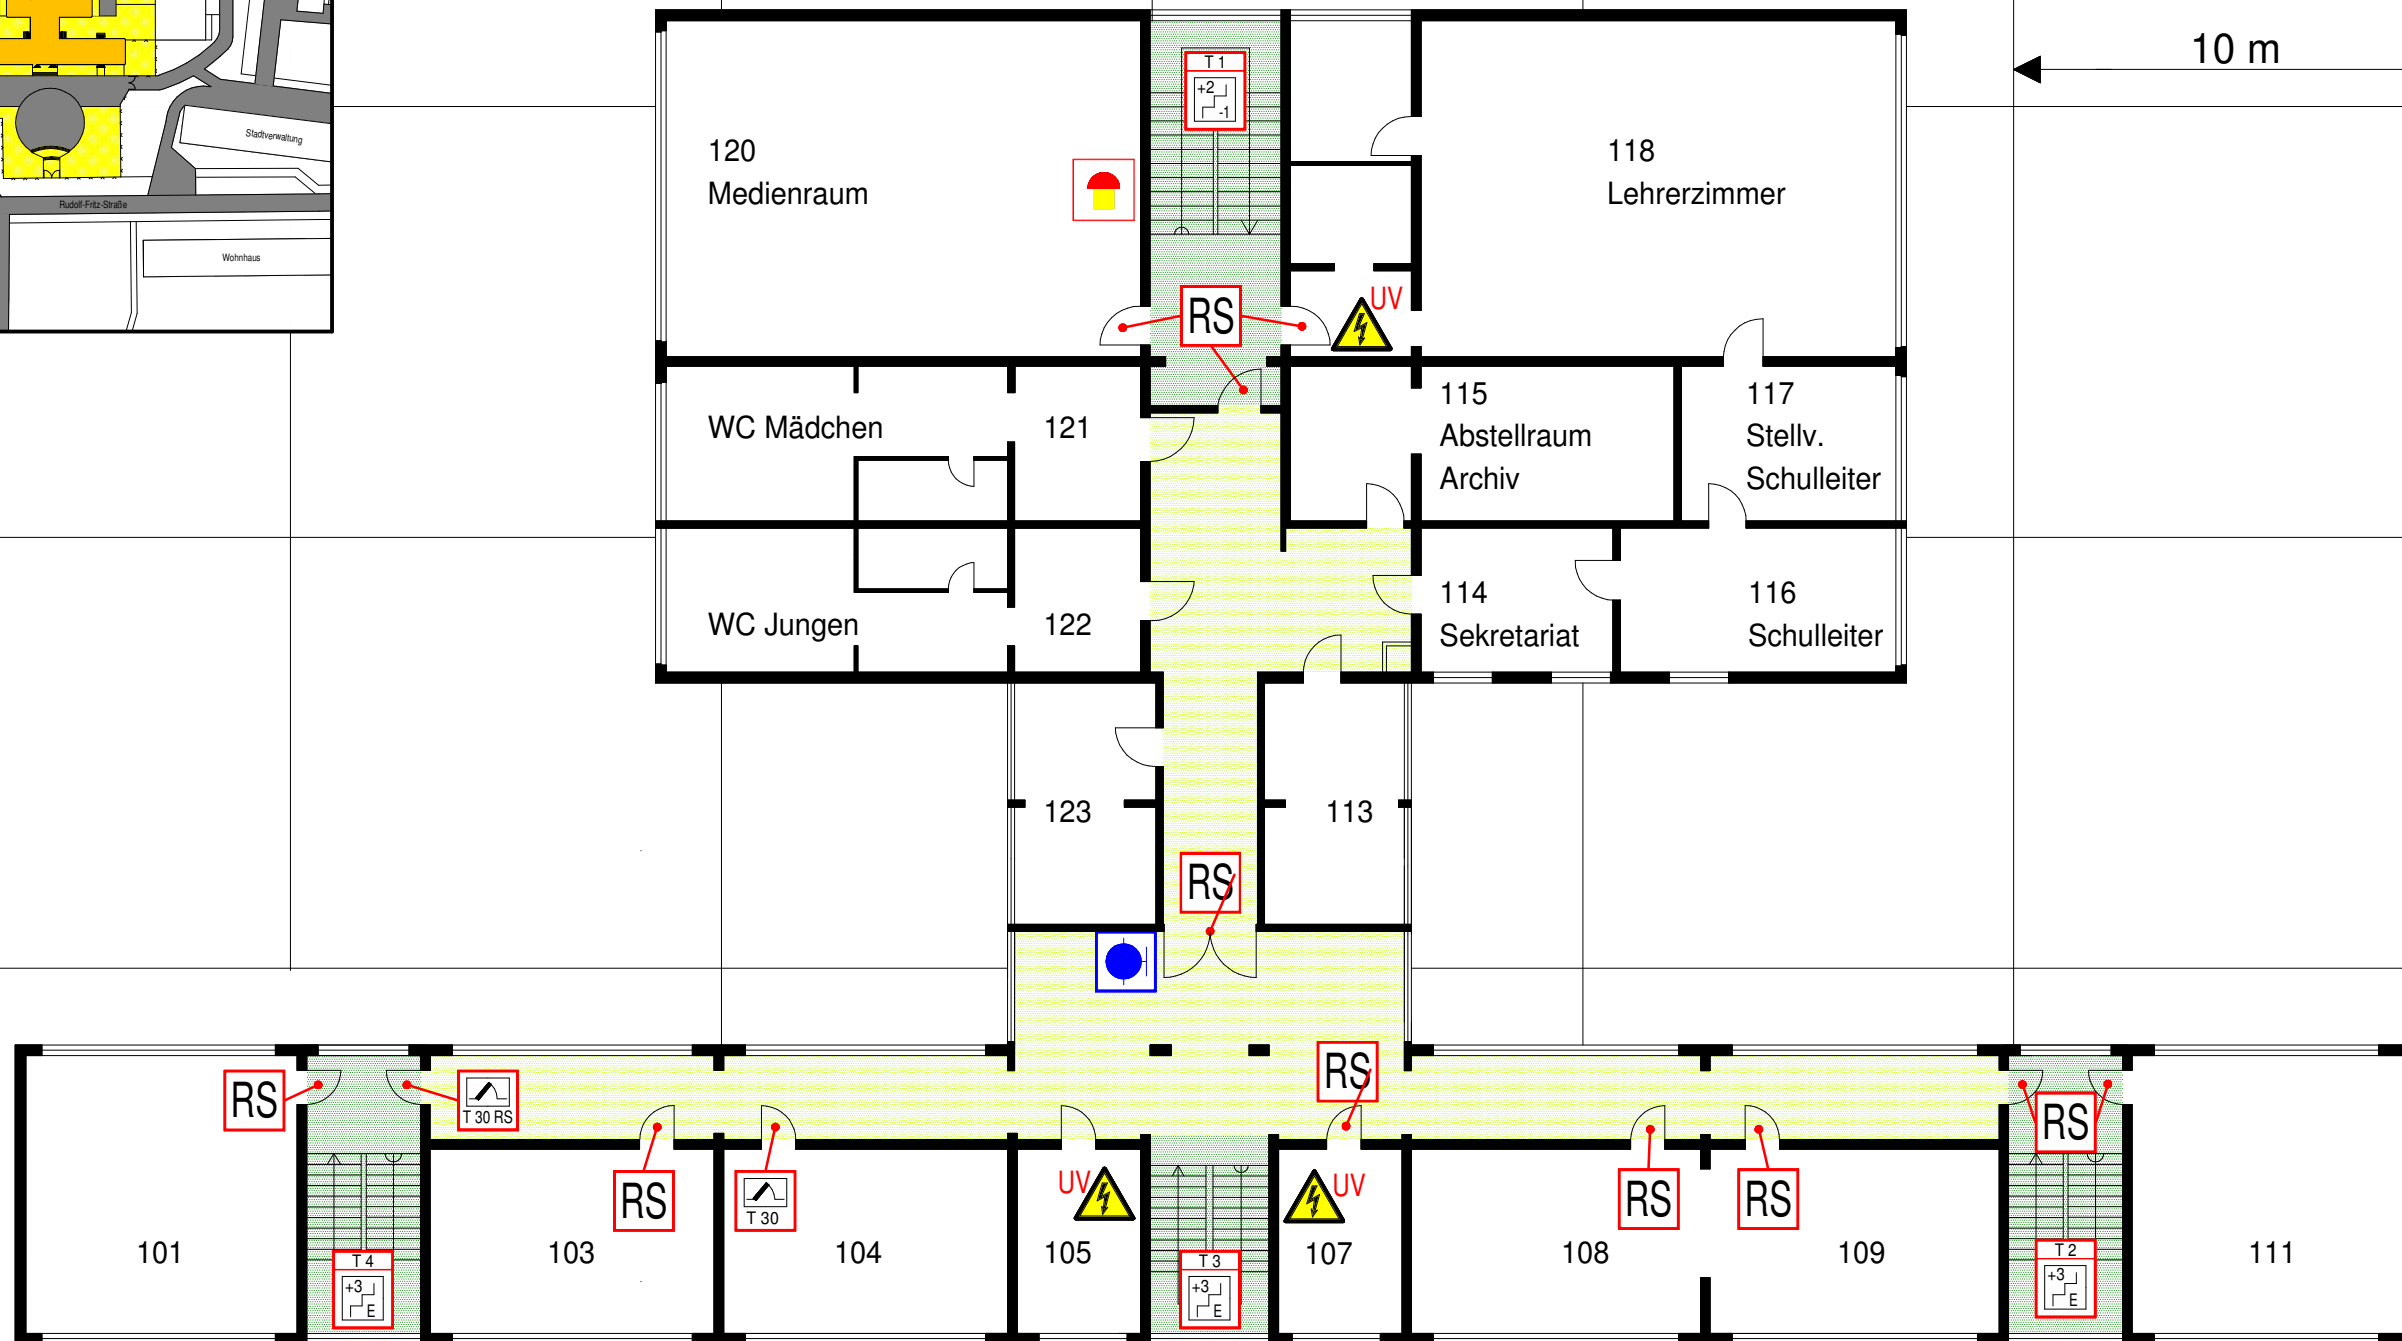 10 m
Stadtverwaltung
Rudolf-Fritz-Straße
Wohnhaus
T 1
+2
-1
120
Medienraum
118
Lehrerzimmer
RS
UV
WC Mädchen
121
115
Abstellraum
Archiv
117
Stellv.
Schulleiter
WC Jungen
122
114
Sekretariat
116
Schulleiter
123
113
RS
RS
RS
T 30 RS
RS
RS
T 30
UV
UV
RS
RS
101
T 4
+3
E
103
104
105
T 3
+3
E
107
108
109
T 2
+3
E
111